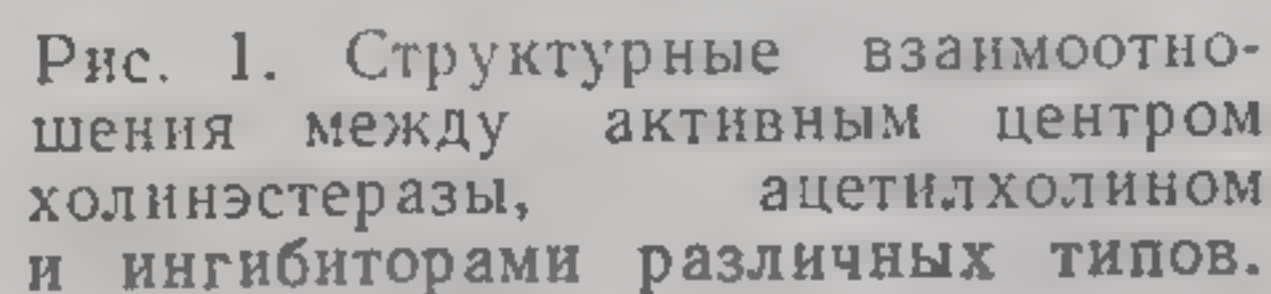 Рис. 1. Структурные взаимоотно-
шения между активным центром
холинэстеразы, ацетилхолином
и ингибиторами различных типов.